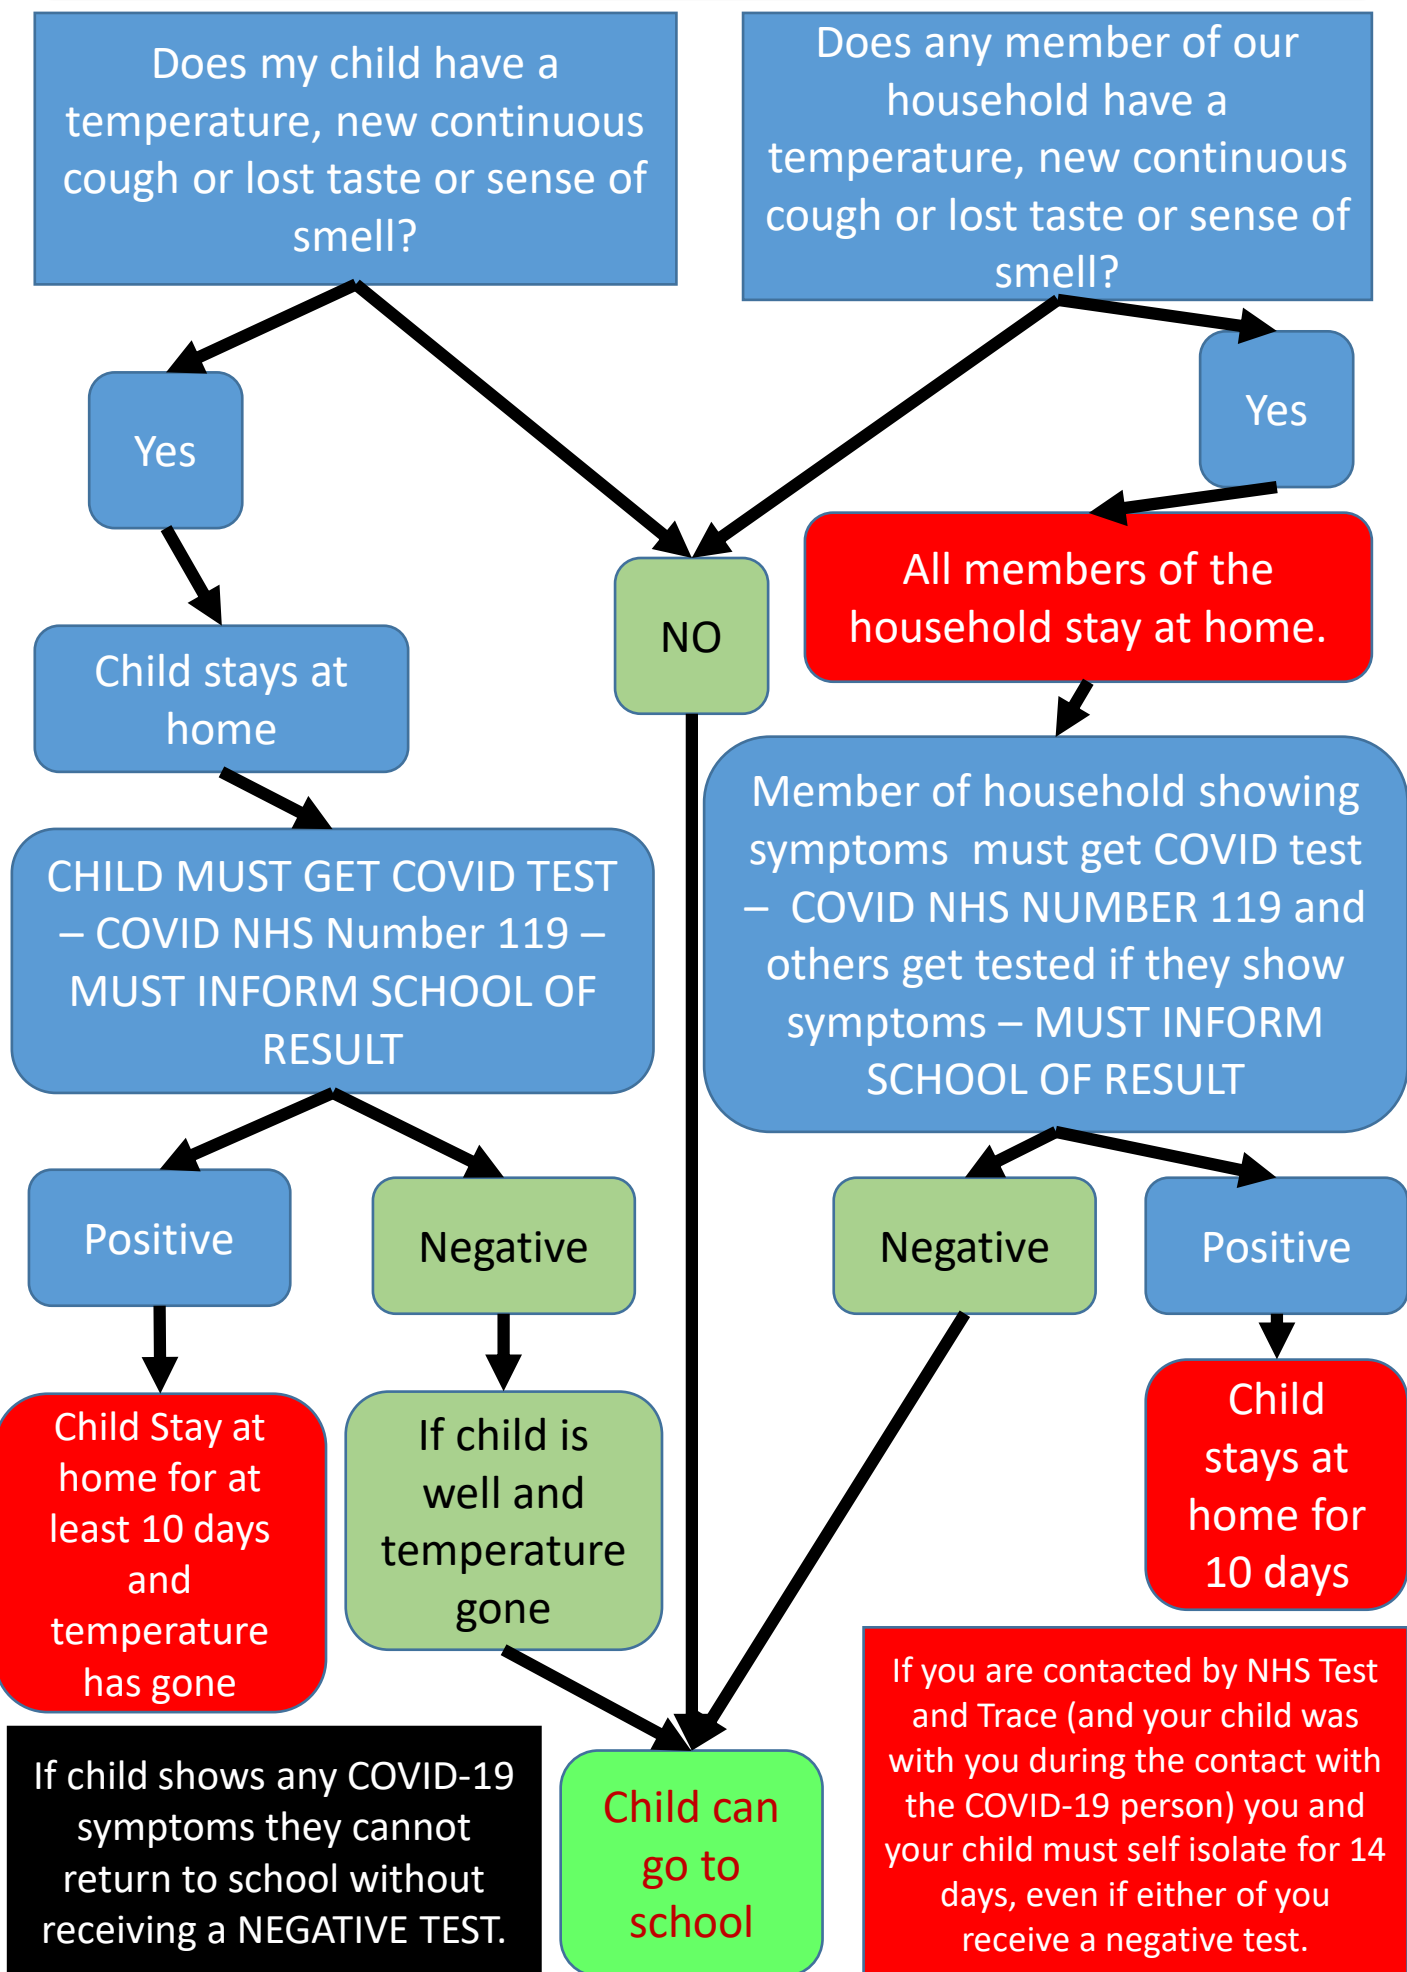 Does my child have a
temperature, new continuous
cough or lost taste or sense of
smell?
Does any member of our
household have a
temperature, new continuous
cough or lost taste or sense of
smell?
Yes
Yes
NO
All members of the
household stay at home.
Child stays at
home
Member of household showing
symptoms must get COVID test
– COVID NHS NUMBER 119 and
others get tested if they show
symptoms – MUST INFORM
SCHOOL OF RESULT
CHILD MUST GET COVID TEST
– COVID NHS Number 119 –
MUST INFORM SCHOOL OF
RESULT
Positive
Negative
Negative
Positive
Child Stay at
home for at
least 10 days
and
temperature
has gone
If child is
well and
temperature
gone
Child
stays at
home for
10 days
If child shows any COVID-19
symptoms they cannot
return to school without
receiving a NEGATIVE TEST.
Child can
go to
school
If you are contacted by NHS Test
and Trace (and your child was
with you during the contact with
the COVID-19 person) you and
your child must self isolate for 14
days, even if either of you
receive a negative test.